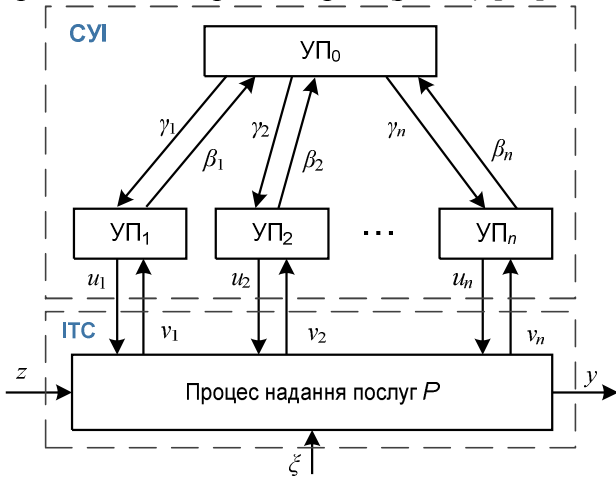 СУІ
УП0
γ1
β1
γ2
β2
γn
βn
УП1
УП2
...
УПn
u1
v1
u2
v2
un
vn
ІТС
z
Процес надання послуг P
y
ξ